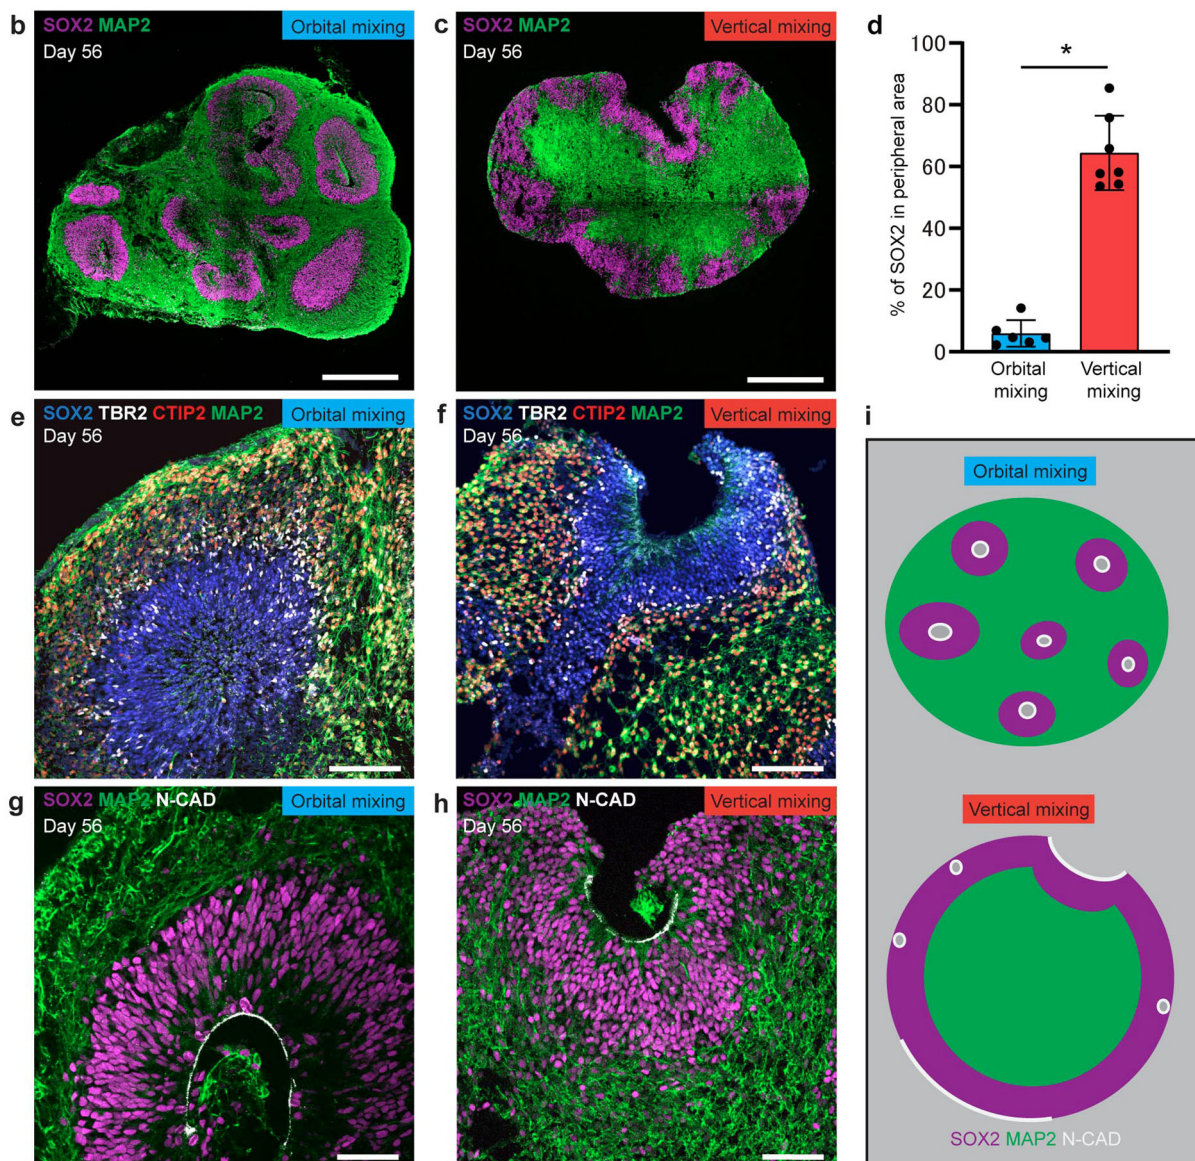 b
SOX2 MAP2
Orbital mixing
Day 56
c
SOX2 MAP2
Vertical mixing
Day 56
d
% of SOX2 in peripheral area
100
80
60
40
20
0
*
Orbital
mixing
Vertical
mixing
e
SOX2 TBR2 CTIP2 MAP2
Orbital mixing
Day 56
f
SOX2 TBR2 CTIP2 MAP2
Vertical mixing
Day 56
g
SOX2 MAP2 N-CAD
Orbital mixing
Day 56
h
SOX2 MAP2 N-CAD
Vertical mixing
Day 56
i
Orbital mixing
Vertical mixing
SOX2 MAP2 N-CAD